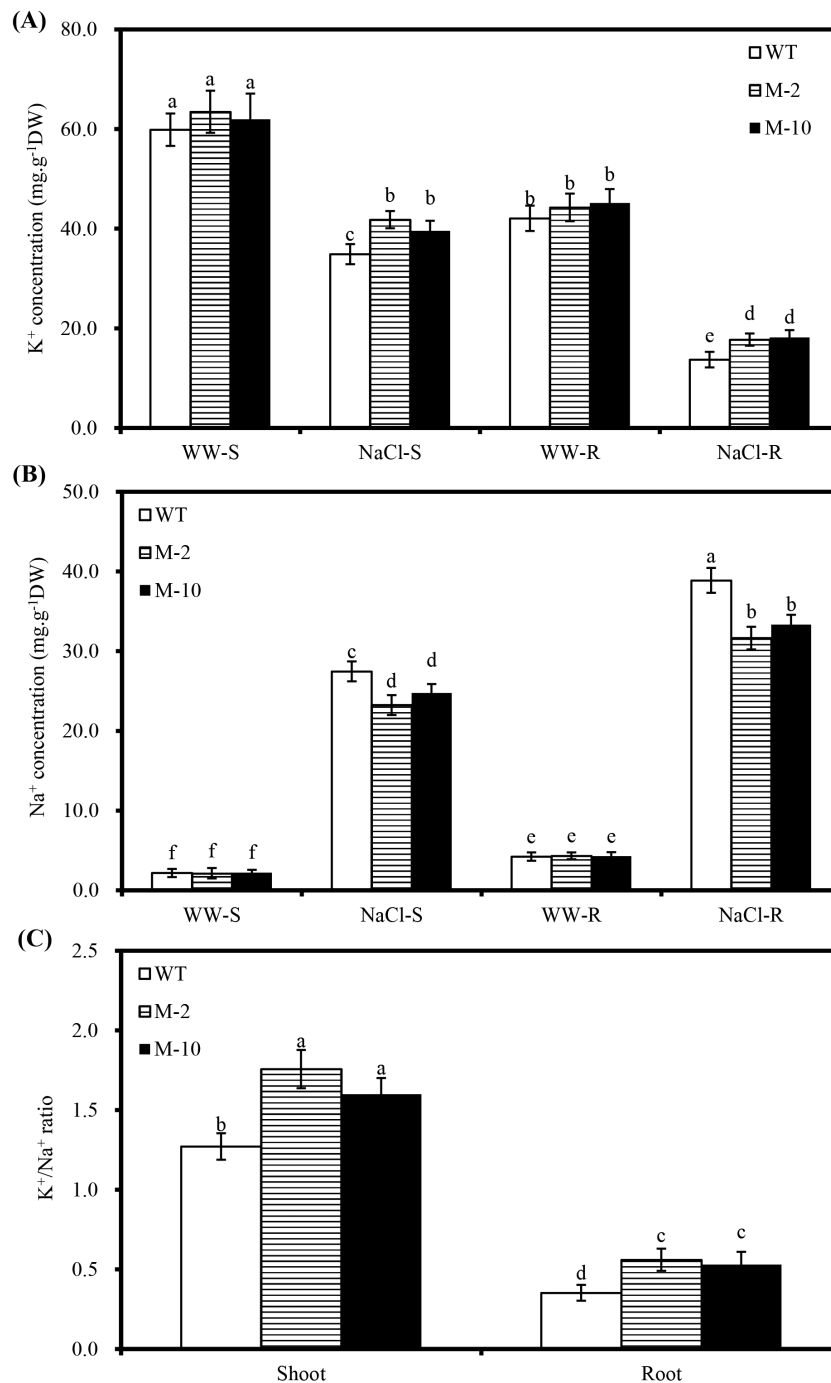 (A)
80.0
60.0
40.0
20.0
0.0
K⁺ concentration (mg.g⁻¹DW)
WT
M-2
M-10
a a a
c b b
b b b
e d d
WW-S NaCl-S WW-R NaCl-R
(B)
50.0
40.0
30.0
20.0
10.0
0.0
Na⁺ concentration (mg.g⁻¹DW)
WT
M-2
M-10
f f f
c d d
e e e
a b b
WW-S NaCl-S WW-R NaCl-R
(C)
2.5
2.0
1.5
1.0
0.5
0.0
K⁺/Na⁺ ratio
WT
M-2
M-10
b a a
d c c
Shoot Root